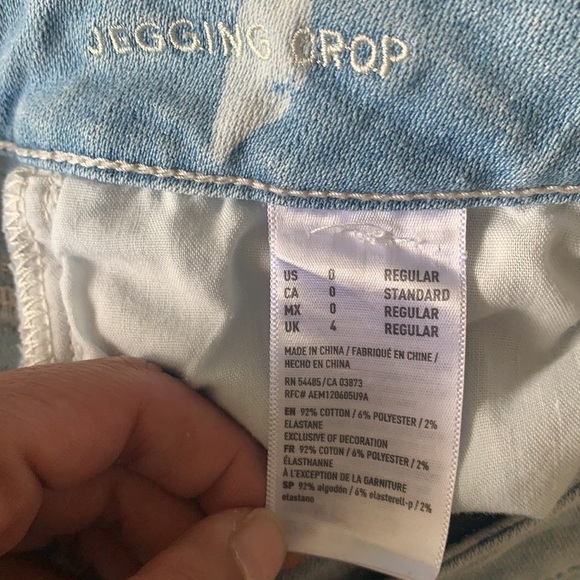 JEGGING CROP
US 0 REGULAR
CA 0 STANDARD
MX 0 REGULAR
UK 4 REGULAR
MADE IN CHINA / FABRIQUÉ EN CHINE /
HECHO EN CHINA
RN 54485/CA 03873
RFC# AEM120605U9A
EN 92% COTTON / 6% POLYESTER / 2%
ELASTANE
EXCLUSIVE OF DECORATION
FR 92% COTON / 6% POLYESTER / 2%
ÉLASTHANNE
À L'EXCEPTION DE LA GARNITURE
SP 92% algodón / 6% elasterell-p / 2%
elastano